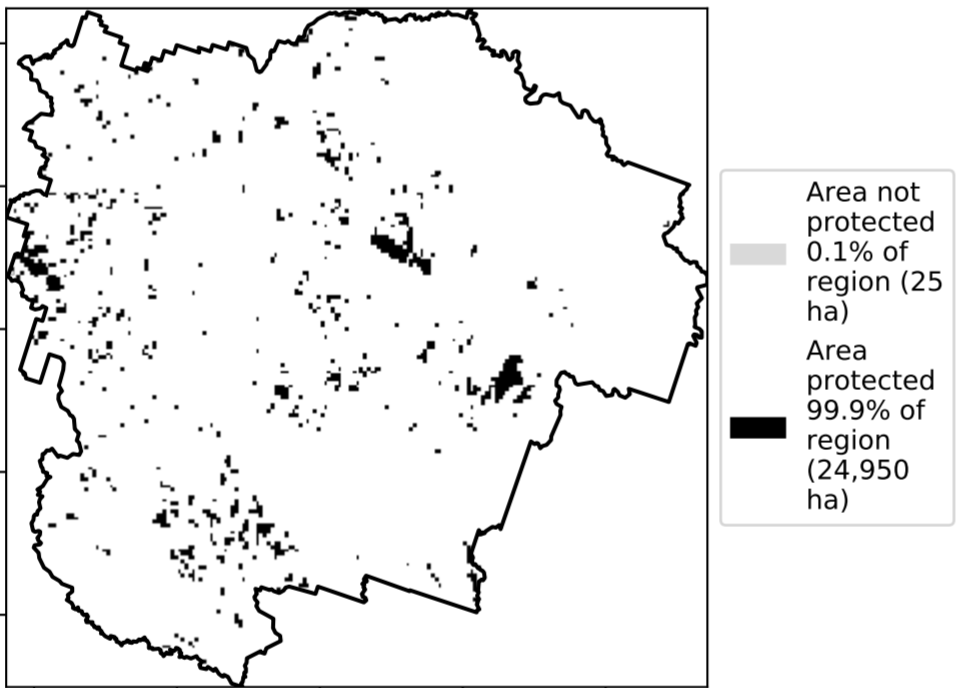 Area not
protected
0.1% of
region (25
ha)
Area
protected
99.9% of
region
(24,950
ha)